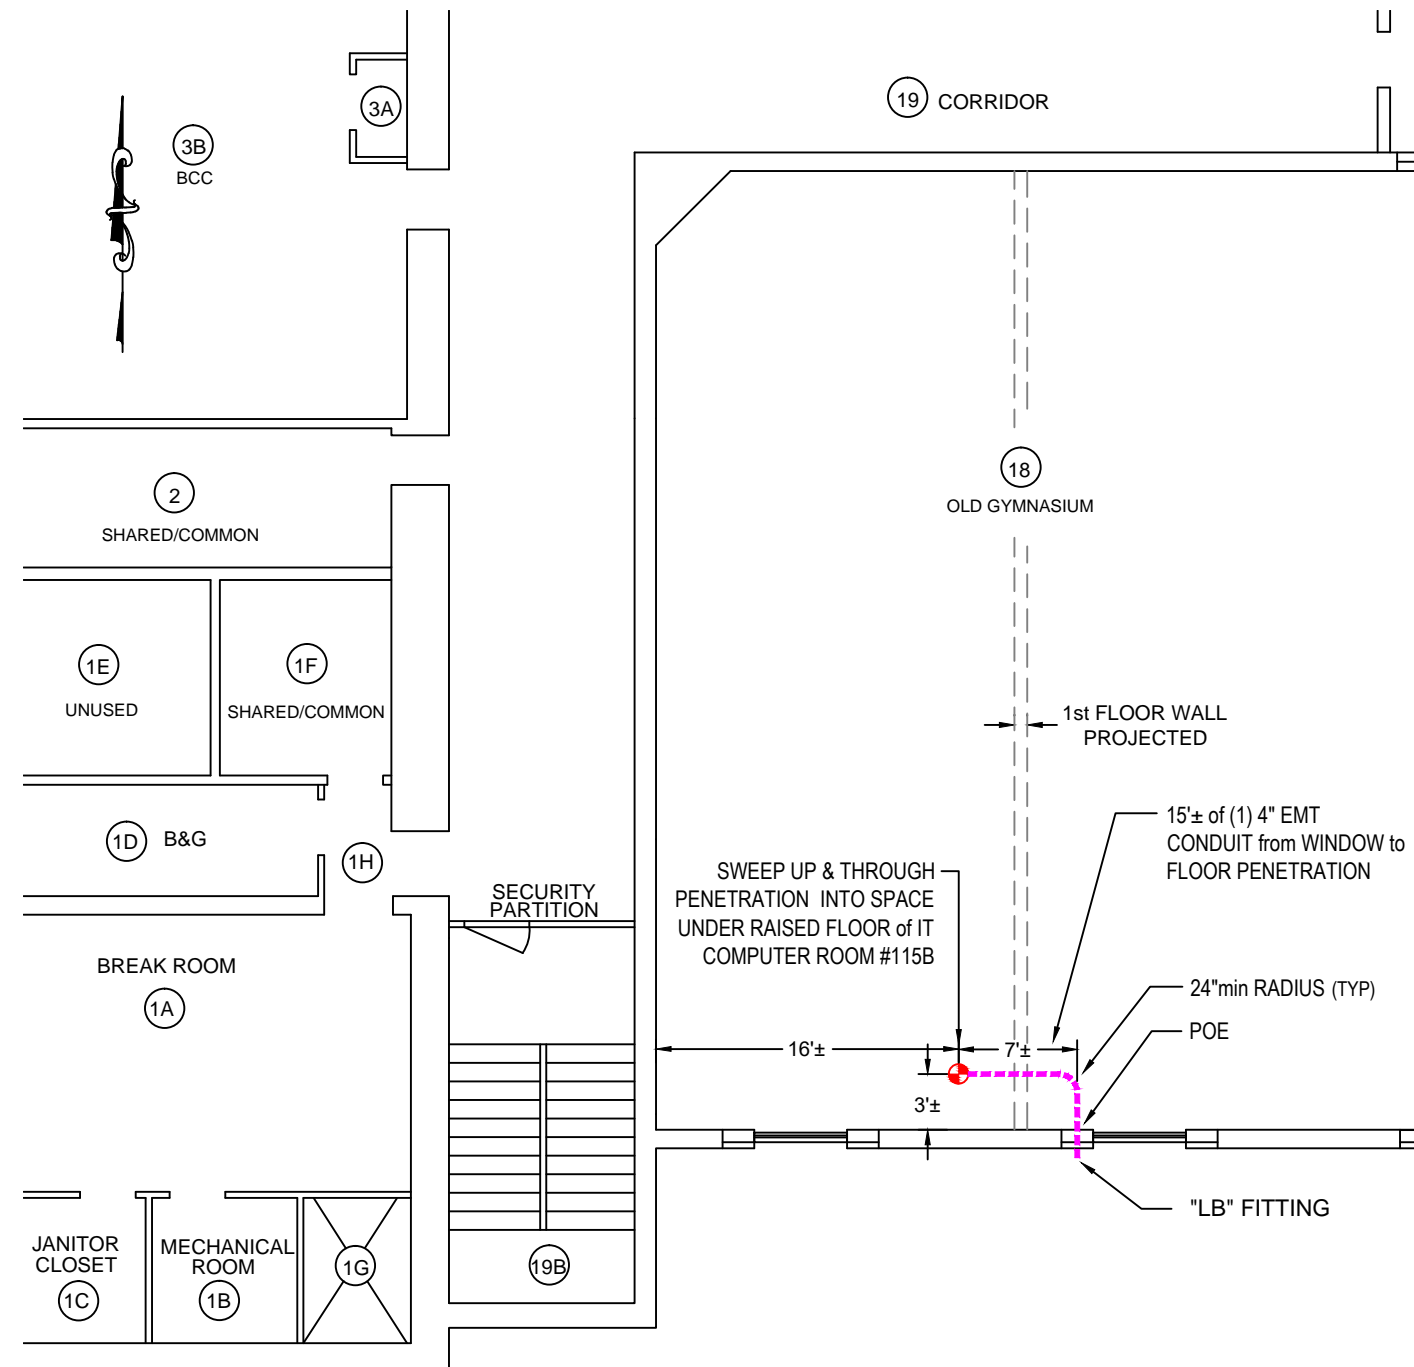 3A
3B
BCC
19 CORRIDOR
2
SHARED/COMMON
18
OLD GYMNASIUM
1E
UNUSED
1F
SHARED/COMMON
1st FLOOR WALL
PROJECTED
1D B&G
1H
15'± of (1) 4" EMT
CONDUIT from WINDOW to
FLOOR PENETRATION
SWEEP UP & THROUGH
PENETRATION INTO SPACE
UNDER RAISED FLOOR of IT
COMPUTER ROOM #115B
SECURITY
PARTITION
BREAK ROOM
1A
24"min RADIUS (TYP)
POE
16'±
7'±
3'±
"LB" FITTING
JANITOR
CLOSET
1C
MECHANICAL
ROOM
1B
1G
19B